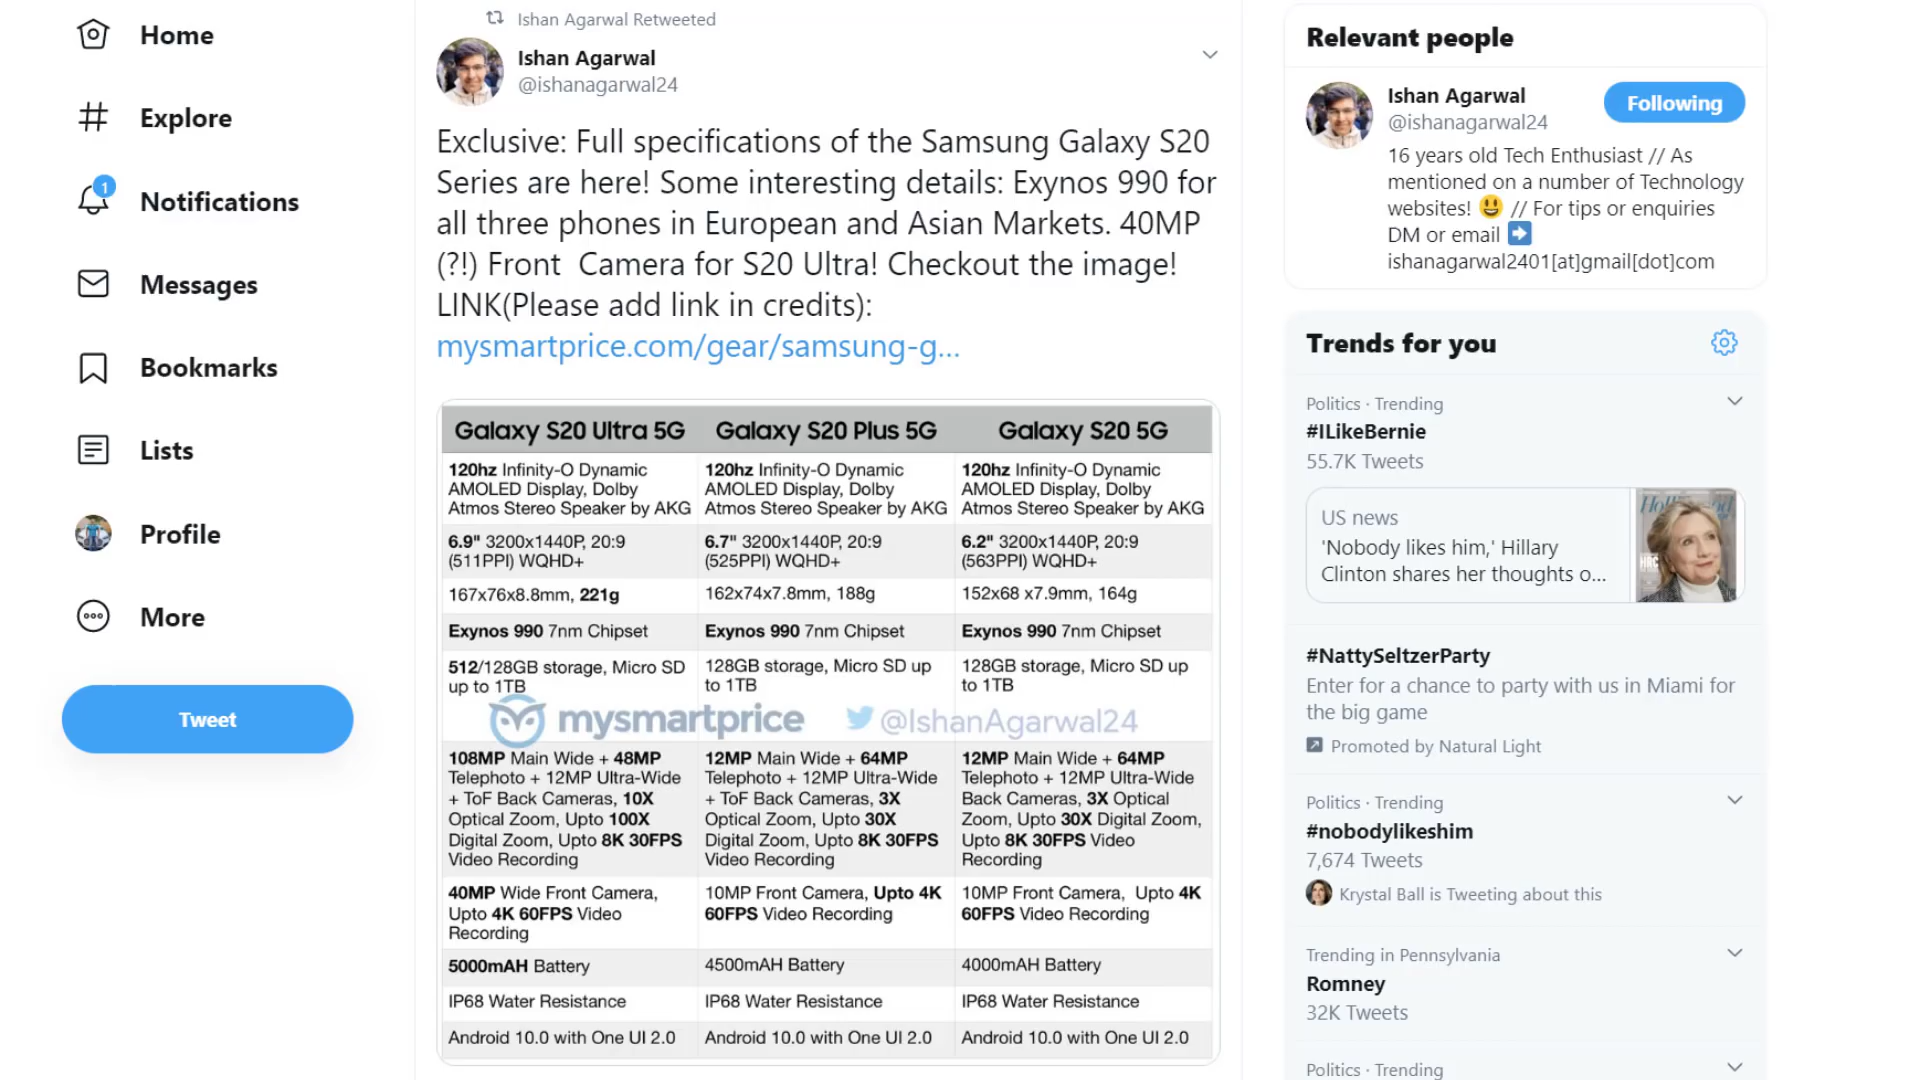 Home
Explore
1
Notifications
Messages
Bookmarks
Lists
Profile
More
Tweet
Ishan Agarwal Retweeted
Ishan Agarwal
@ishanagarwal24
Exclusive: Full specifications of the Samsung Galaxy S20
Series are here! Some interesting details: Exynos 990 for
all three phones in European and Asian Markets. 40MP
(?!) Front  Camera for S20 Ultra! Checkout the image!
LINK(Please add link in credits):
mysmartprice.com/gear/samsung-g...
Galaxy S20 Ultra 5G
Galaxy S20 Plus 5G
Galaxy S20 5G
120hz Infinity-O Dynamic
AMOLED Display, Dolby
Atmos Stereo Speaker by AKG
120hz Infinity-O Dynamic
AMOLED Display, Dolby
Atmos Stereo Speaker by AKG
120hz Infinity-O Dynamic
AMOLED Display, Dolby
Atmos Stereo Speaker by AKG
6.9" 3200x1440P, 20:9
(511PPI) WQHD+
6.7" 3200x1440P, 20:9
(525PPI) WQHD+
6.2" 3200x1440P, 20:9
(563PPI) WQHD+
167x76x8.8mm, 221g
162x74x7.8mm, 188g
152x68 x7.9mm, 164g
Exynos 990 7nm Chipset
Exynos 990 7nm Chipset
Exynos 990 7nm Chipset
512/128GB storage, Micro SD
up to 1TB
128GB storage, Micro SD up
to 1TB
128GB storage, Micro SD up
to 1TB
mysmartprice
@IshanAgarwal24
108MP Main Wide + 48MP
Telephoto + 12MP Ultra-Wide
+ ToF Back Cameras, 10X
Optical Zoom, Upto 100X
Digital Zoom, Upto 8K 30FPS
Video Recording
12MP Main Wide + 64MP
Telephoto + 12MP Ultra-Wide
+ ToF Back Cameras, 3X
Optical Zoom, Upto 30X
Digital Zoom, Upto 8K 30FPS
Video Recording
12MP Main Wide + 64MP
Telephoto + 12MP Ultra-Wide
Back Cameras, 3X Optical
Zoom, Upto 30X Digital Zoom,
Upto 8K 30FPS Video
Recording
40MP Wide Front Camera,
Upto 4K 60FPS Video
Recording
10MP Front Camera, Upto 4K
60FPS Video Recording
10MP Front Camera,  Upto 4K
60FPS Video Recording
5000mAH Battery
4500mAH Battery
4000mAH Battery
IP68 Water Resistance
IP68 Water Resistance
IP68 Water Resistance
Android 10.0 with One UI 2.0
Android 10.0 with One UI 2.0
Android 10.0 with One UI 2.0
Relevant people
Ishan Agarwal
@ishanagarwal24
Following
16 years old Tech Enthusiast // As
mentioned on a number of Technology
websites! 😃 // For tips or enquiries
DM or email ➡
ishanagarwal2401[at]gmail[dot]com
Trends for you
Politics · Trending
#ILikeBernie
55.7K Tweets
US news
'Nobody likes him,' Hillary
Clinton shares her thoughts o...
HRC
#NattySeltzerParty
Enter for a chance to party with us in Miami for
the big game
Promoted by Natural Light
Politics · Trending
#nobodylikeshim
7,674 Tweets
Krystal Ball is Tweeting about this
Trending in Pennsylvania
Romney
32K Tweets
Politics · Trending